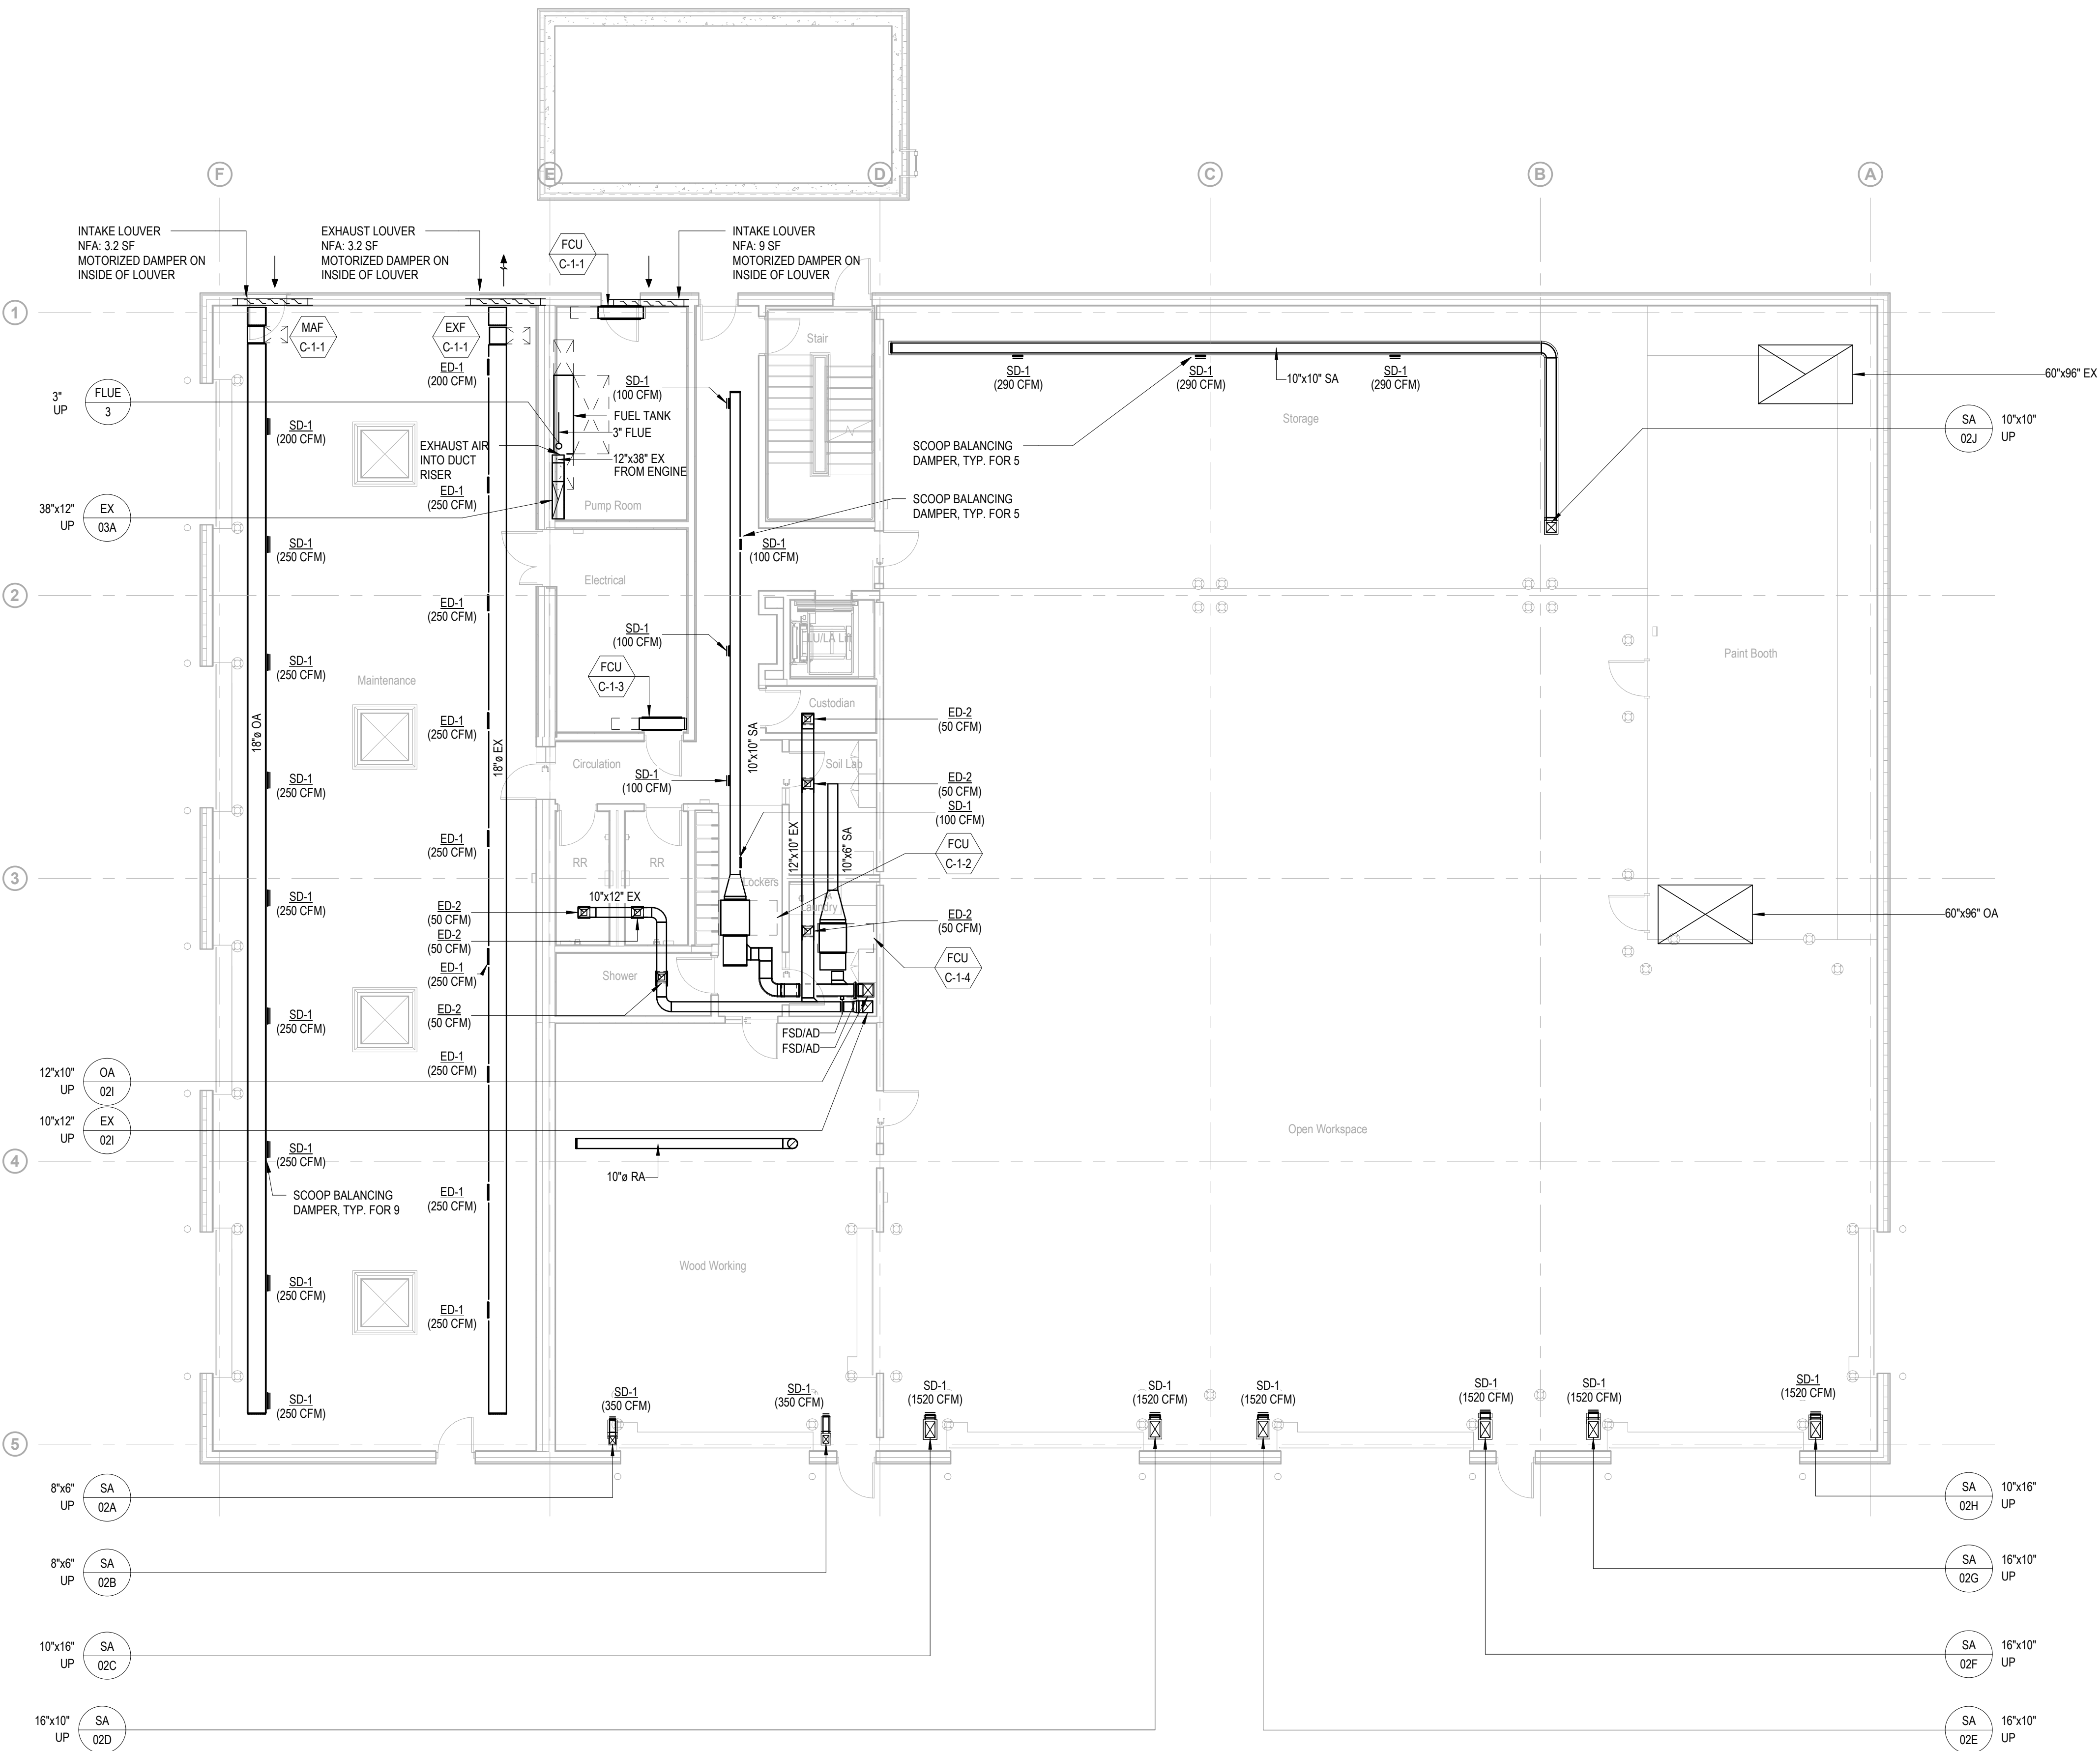 F
E
D
C
B
A
INTAKE LOUVER
NFA: 3.2 SF
MOTORIZED DAMPER ON
INSIDE OF LOUVER
EXHAUST LOUVER
NFA: 3.2 SF
MOTORIZED DAMPER ON
INSIDE OF LOUVER
FCU
C-1-1
INTAKE LOUVER
NFA: 9 SF
MOTORIZED DAMPER ON
INSIDE OF LOUVER
1
MAF
C-1-1
EXF
C-1-1
ED-1
(200 CFM)
Stair
SD-1
(100 CFM)
SD-1
(290 CFM)
SD-1
(290 CFM)
10"x10" SA
SD-1
(290 CFM)
60"x96" EX
3"
UP
FLUE
3
SD-1
(200 CFM)
FUEL TANK
3" FLUE
EXHAUST AIR
INTO DUCT
RISER
12"x38" EX
FROM ENGINE
Storage
SA
02J
10"x10"
UP
SCOOP BALANCING
DAMPER, TYP. FOR 5
ED-1
(250 CFM)
Pump Room
SCOOP BALANCING
DAMPER, TYP. FOR 5
38"x12"
UP
EX
03A
SD-1
(250 CFM)
SD-1
(100 CFM)
Electrical
2
ED-1
(250 CFM)
SD-1
(100 CFM)
LU/LA Lift
SD-1
(250 CFM)
Maintenance
FCU
C-1-3
Paint Booth
Custodian
ED-1
(250 CFM)
18"ø OA
18"ø EX
10"x10" SA
ED-2
(50 CFM)
Circulation
Soil Lab
SD-1
(250 CFM)
SD-1
(100 CFM)
ED-2
(50 CFM)
SD-1
(100 CFM)
ED-1
(250 CFM)
12"x10" EX
10"x6" SA
FCU
C-1-2
RR
RR
3
Lockers
Laundry
SD-1
(250 CFM)
10"x12" EX
ED-2
(50 CFM)
ED-2
(50 CFM)
ED-2
(50 CFM)
60"x96" OA
ED-1
(250 CFM)
Shower
FCU
C-1-4
SD-1
(250 CFM)
ED-2
(50 CFM)
FSD/AD
FSD/AD
ED-1
(250 CFM)
12"x10"
UP
OA
02I
10"x12"
UP
EX
02I
Open Workspace
4
SD-1
(250 CFM)
10"ø RA
SCOOP BALANCING
DAMPER, TYP. FOR 9
ED-1
(250 CFM)
Wood Working
SD-1
(250 CFM)
ED-1
(250 CFM)
SD-1
(250 CFM)
SD-1
(350 CFM)
SD-1
(350 CFM)
SD-1
(1520 CFM)
SD-1
(1520 CFM)
SD-1
(1520 CFM)
SD-1
(1520 CFM)
SD-1
(1520 CFM)
SD-1
(1520 CFM)
5
8"x6"
UP
SA
02A
SA
02H
10"x16"
UP
8"x6"
UP
SA
02B
SA
02G
16"x10"
UP
10"x16"
UP
SA
02C
SA
02F
16"x10"
UP
16"x10"
UP
SA
02D
SA
02E
16"x10"
UP